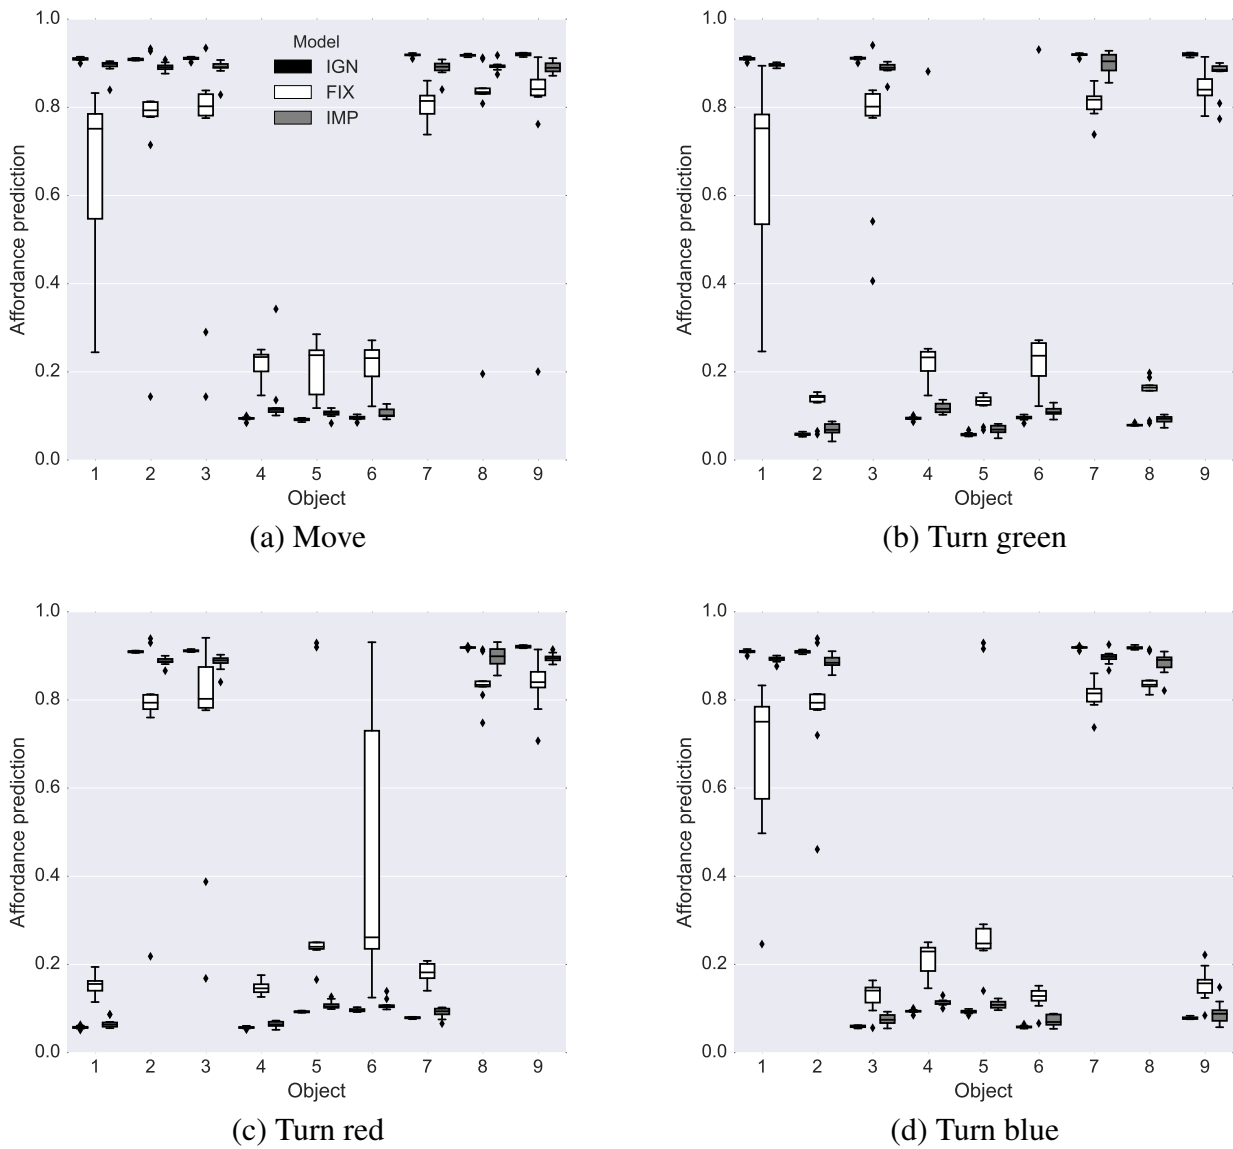 1.0
0.8
0.6
0.4
0.2
0.0
Affordance prediction
Model
IGN
FIX
IMP
1 2 3 4 5 6 7 8 9
Object
(a) Move
1.0
0.8
0.6
0.4
0.2
0.0
Affordance prediction
1 2 3 4 5 6 7 8 9
Object
(b) Turn green
1.0
0.8
0.6
0.4
0.2
0.0
Affordance prediction
1 2 3 4 5 6 7 8 9
Object
(c) Turn red
1.0
0.8
0.6
0.4
0.2
0.0
Affordance prediction
1 2 3 4 5 6 7 8 9
Object
(d) Turn blue